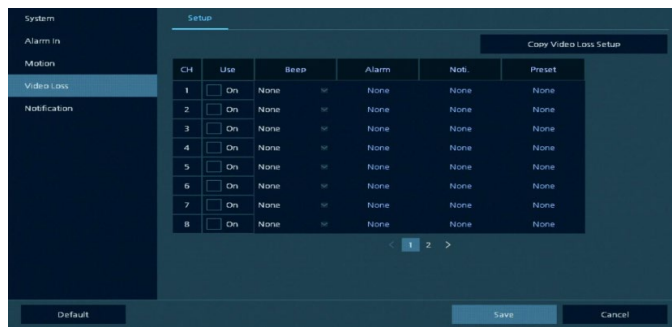 System
Alarm In
Motion
Video Loss
Notification
Setup
Copy Video Loss Setup
CH Use Beep Alarm Noti. Preset
1 On None None None None
2 On None None None None
3 On None None None None
4 On None None None None
5 On None None None None
6 On None None None None
7 On None None None None
8 On None None None None
< 1 2 >
Default Save Cancel